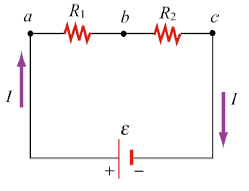 a R₁ b R₂ c
I I
ε
+ −